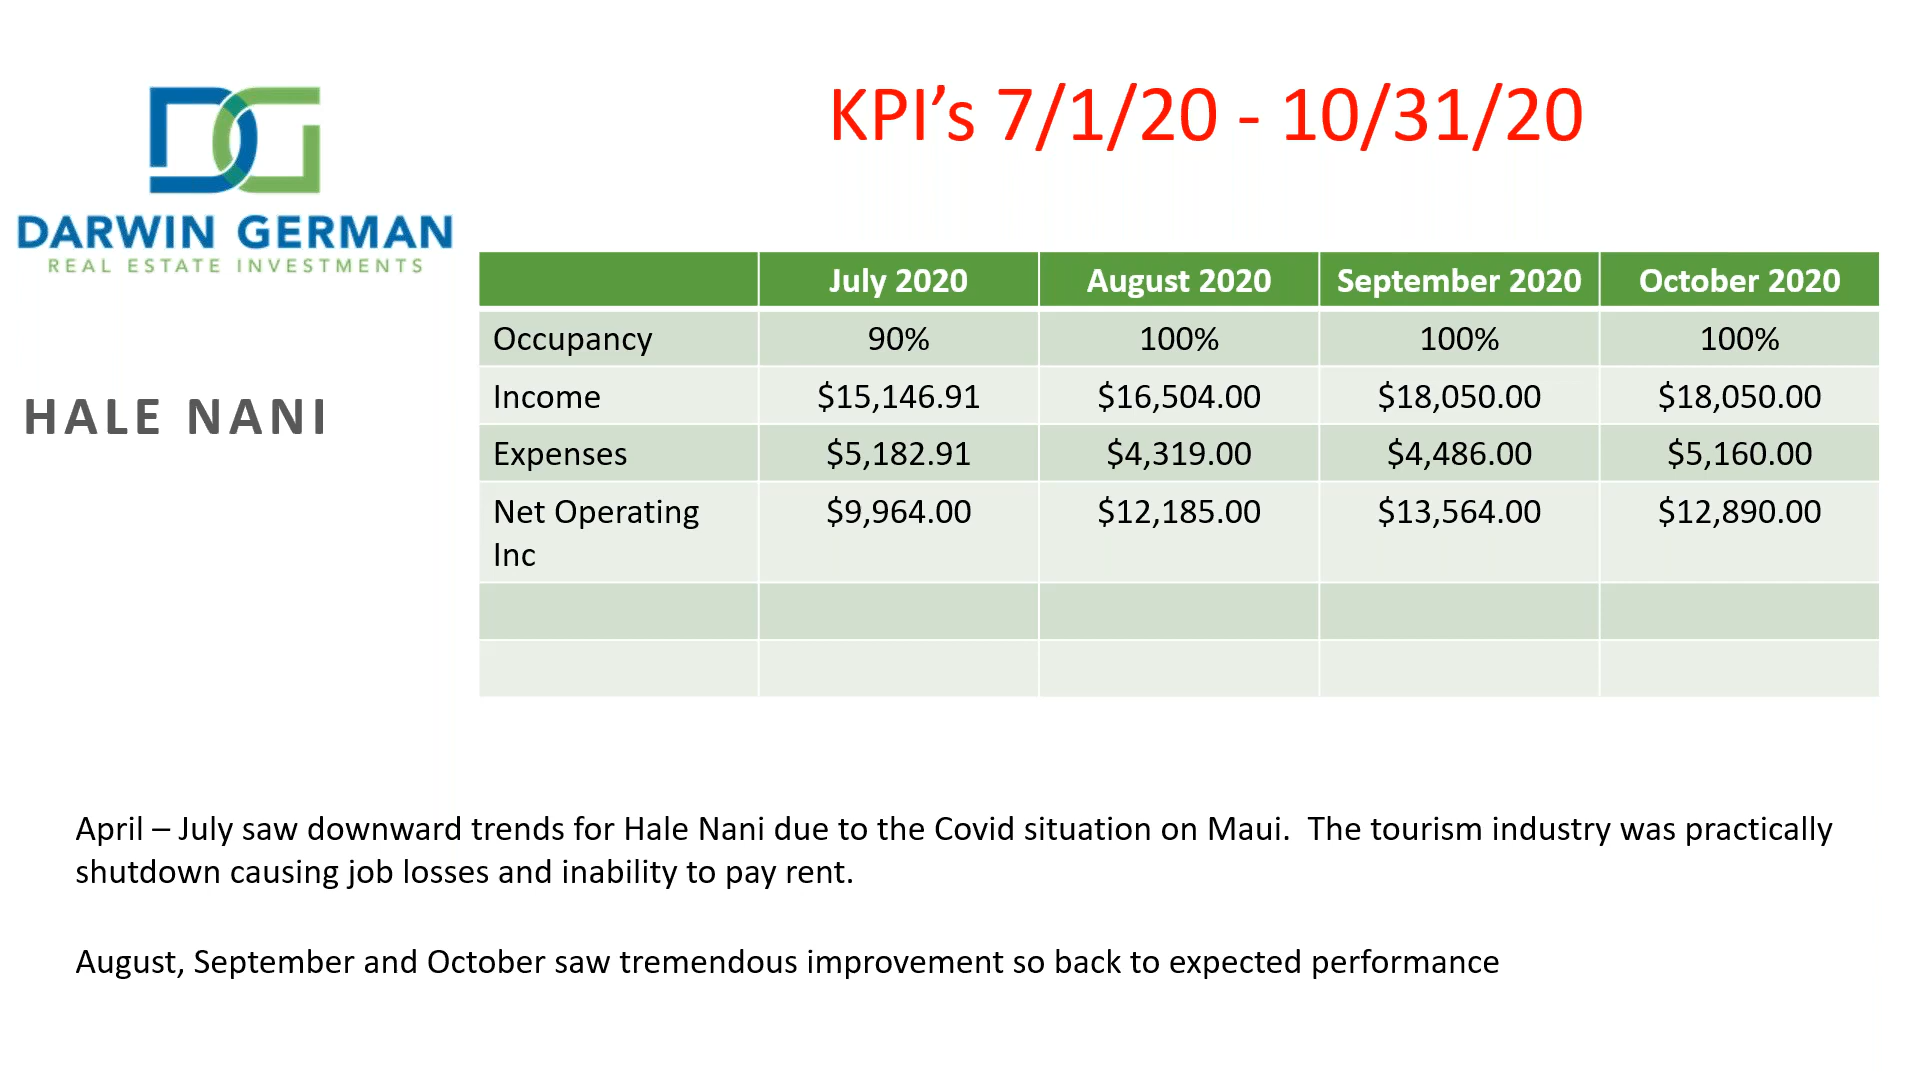 DG
DARWIN GERMAN
REAL ESTATE INVESTMENTS
KPI’s 7/1/20 - 10/31/20
HALE NANI
July 2020 August 2020 September 2020 October 2020
Occupancy 90% 100% 100% 100%
Income $15,146.91 $16,504.00 $18,050.00 $18,050.00
Expenses $5,182.91 $4,319.00 $4,486.00 $5,160.00
Net Operating $9,964.00 $12,185.00 $13,564.00 $12,890.00
Inc
April – July saw downward trends for Hale Nani due to the Covid situation on Maui.  The tourism industry was practically
shutdown causing job losses and inability to pay rent.
August, September and October saw tremendous improvement so back to expected performance